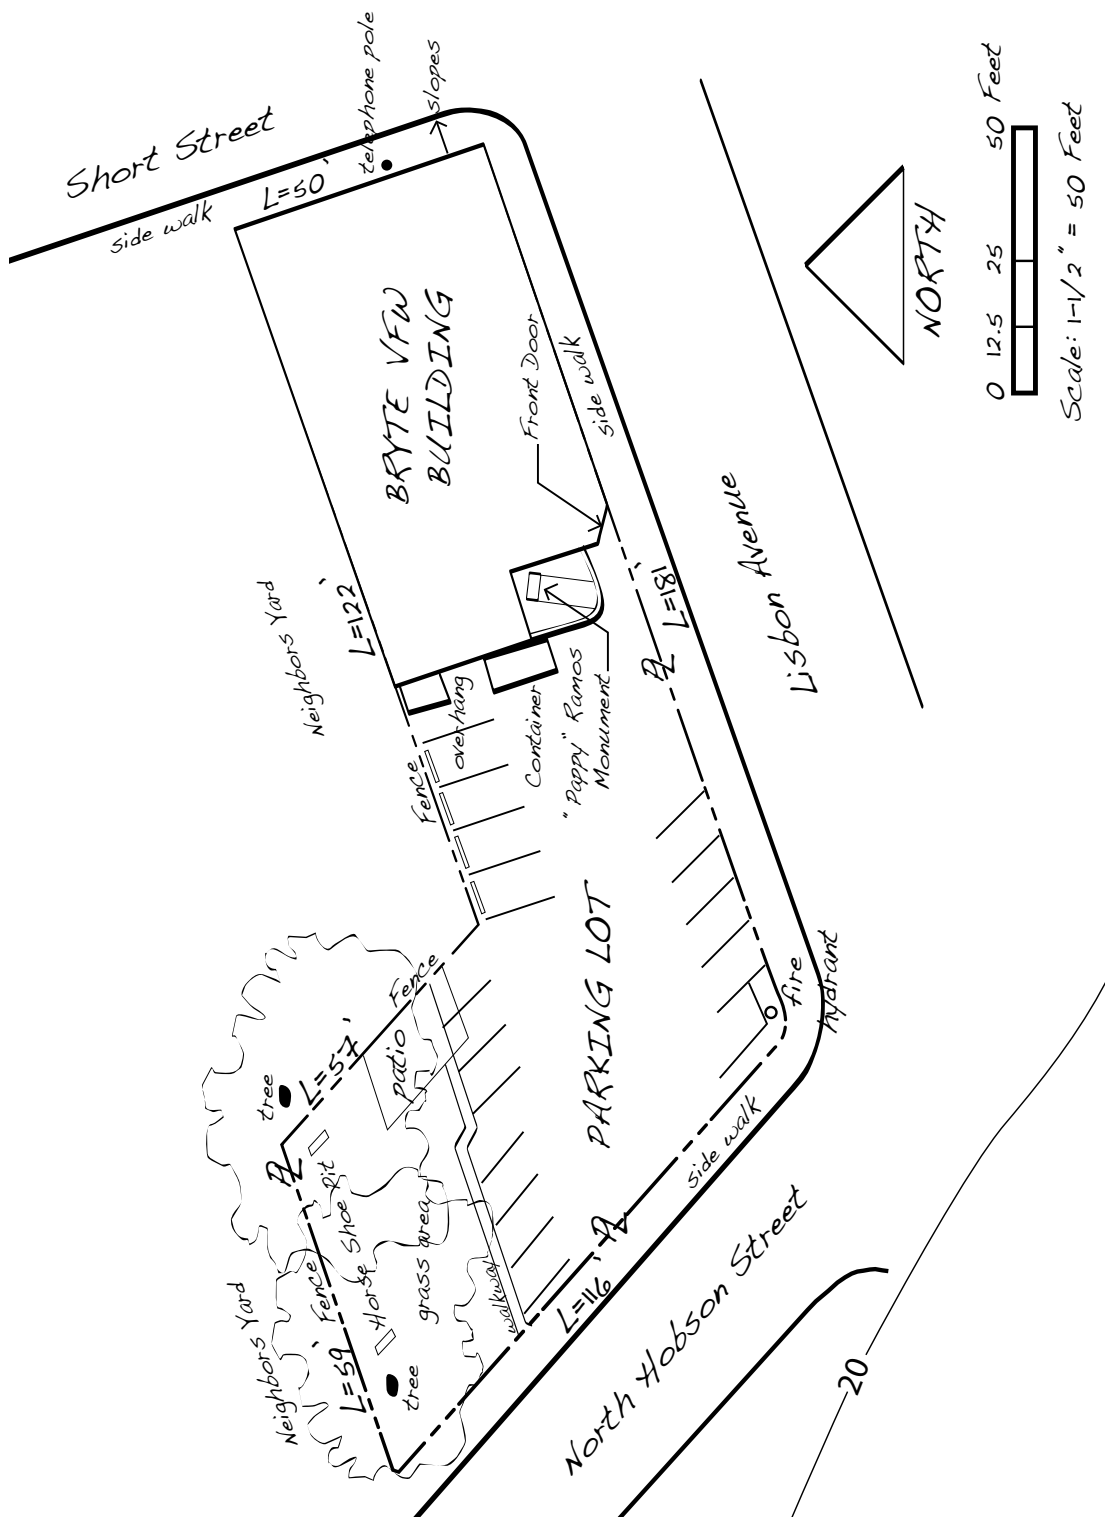 Short Street
side walk
L=50'
telephone pole
slopes
BRYTE VFW
BUILDING
Front Door
side walk
Neighbors Yard
L=122'
L=181'
PL
Lisbon Avenue
overhang
Container
"Pappy" Ramos
Monument
Fence
PARKING LOT
fire
hydrant
Fence
L=57'
patio
tree
PL
Horse Shoe Pit
grass area
walkway
Fence
L=59'
tree
Neighbors Yard
side walk
PL
L=116'
North Hobson Street
20
NORTH
0 12.5 25 50 Feet
Scale: 1-1/2" = 50 Feet